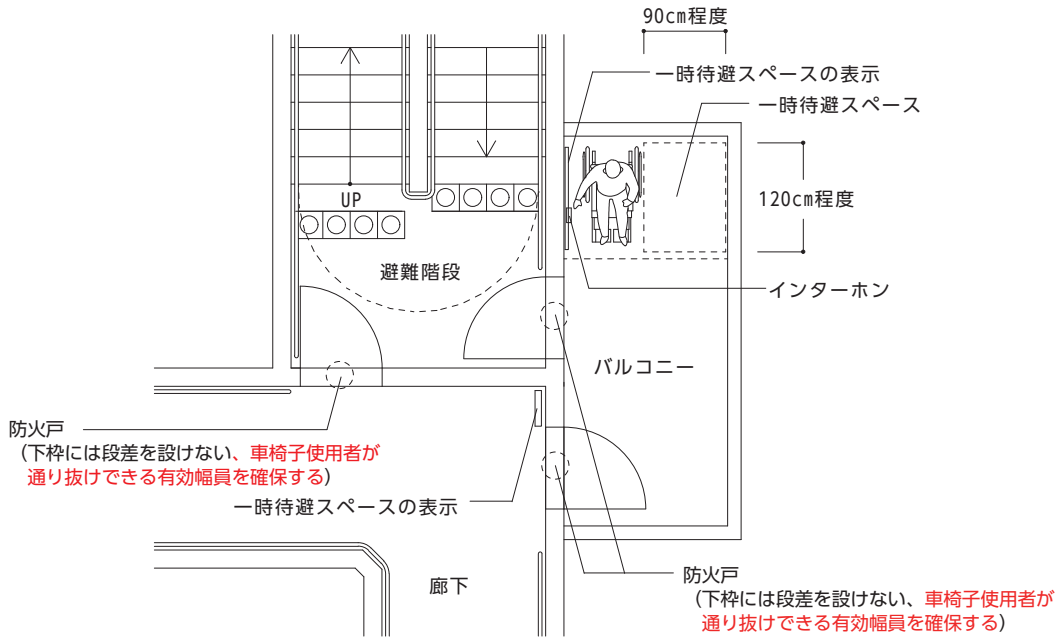 90cm程度
一時待避スペースの表示
一時待避スペース
UP
120cm程度
避難階段
インターホン
バルコニー
防火戸
（下枠には段差を設けない、車椅子使用者が
通り抜けできる有効幅員を確保する）
一時待避スペースの表示
廊下
防火戸
（下枠には段差を設けない、車椅子使用者が
通り抜けできる有効幅員を確保する）